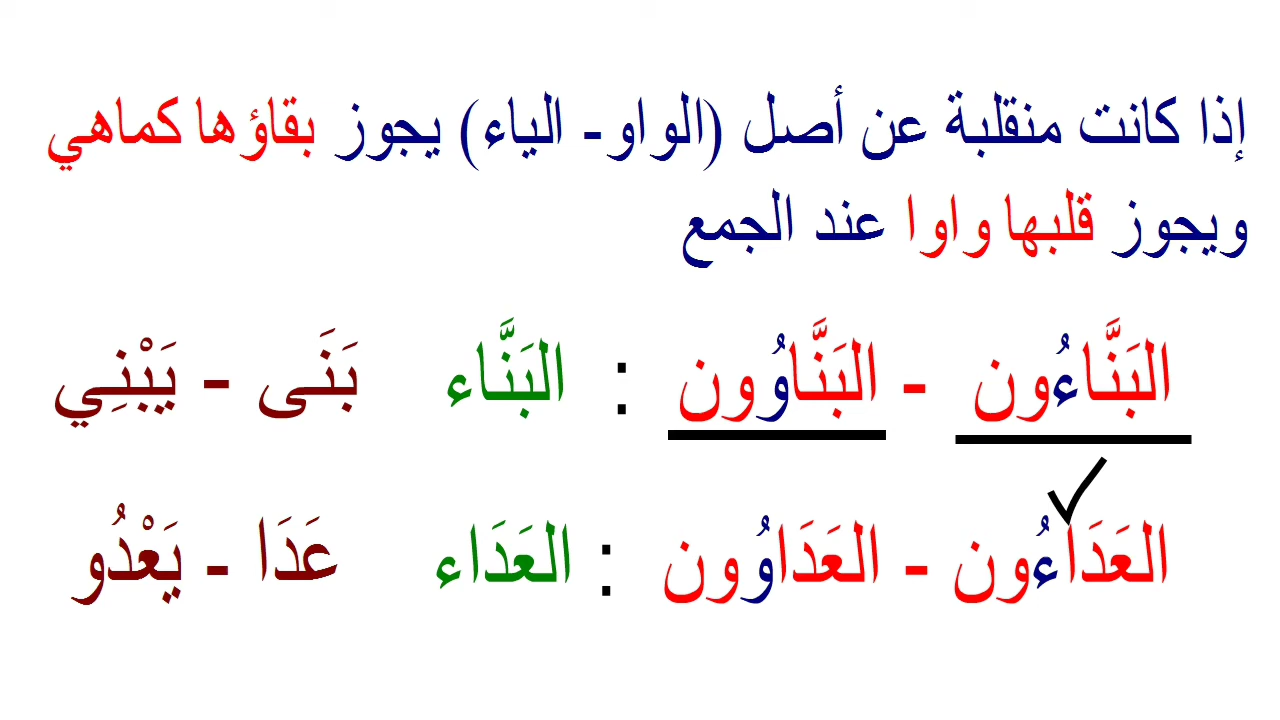 إذا كانت منقلبة عن أصل (الواو- الياء) يجوز بقاؤها كماهي
ويجوز قلبها واوا عند الجمع
البَنَّاءُون - البَنَّاوُون : البَنَّاء بَنَى - يَبْنِي
العَدَاءُون - العَدَاوُون : العَدَاء عَدَا - يَعْدُو